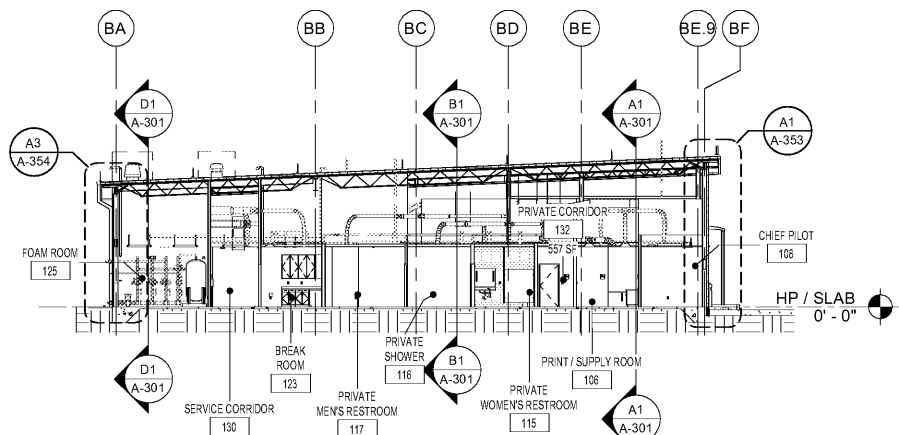 BA
BB
BC
BD
BE
BE.9
BF
D1
A-301
B1
A-301
A1
A-301
A3
A-354
A1
A-353
PRIVATE CORRIDOR
132
557 SF
FOAM ROOM
125
CHIEF PILOT
108
HP / SLAB
0' - 0"
BREAK
ROOM
123
PRIVATE
SHOWER
116
PRINT / SUPPLY ROOM
106
D1
A-301
B1
A-301
SERVICE CORRIDOR
130
PRIVATE
MEN'S RESTROOM
117
PRIVATE
WOMEN'S RESTROOM
115
A1
A-301